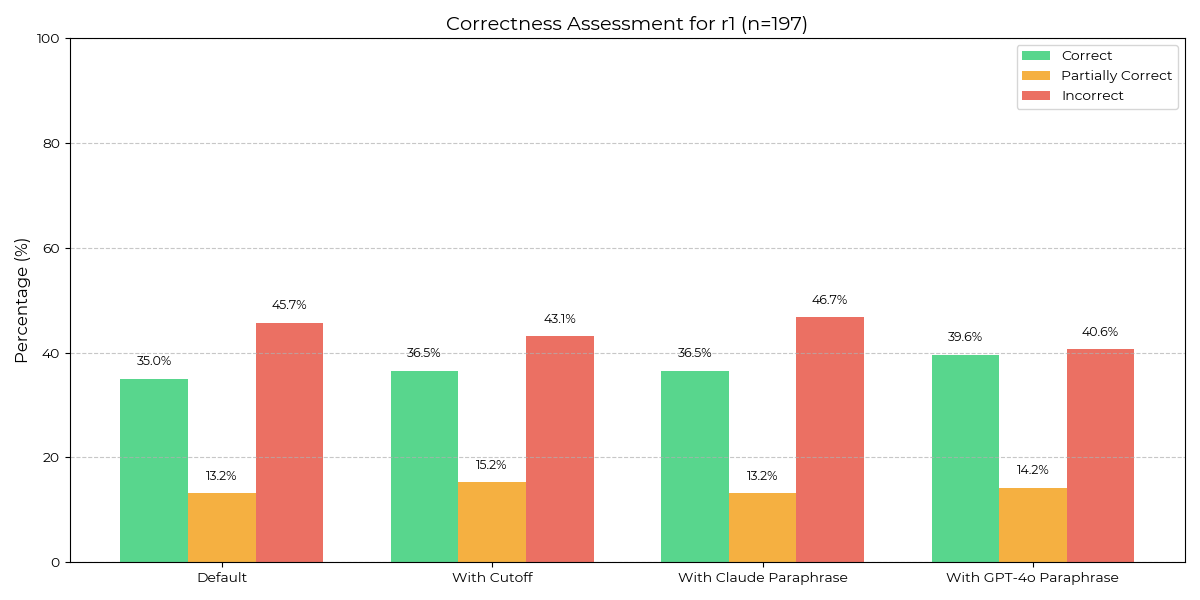 Correctness Assessment for r1 (n=197)
Correct
Partially Correct
Incorrect
Percentage (%)
100
80
60
40
20
0
35.0%
13.2%
45.7%
36.5%
15.2%
43.1%
36.5%
13.2%
46.7%
39.6%
14.2%
40.6%
Default
With Cutoff
With Claude Paraphrase
With GPT-4o Paraphrase